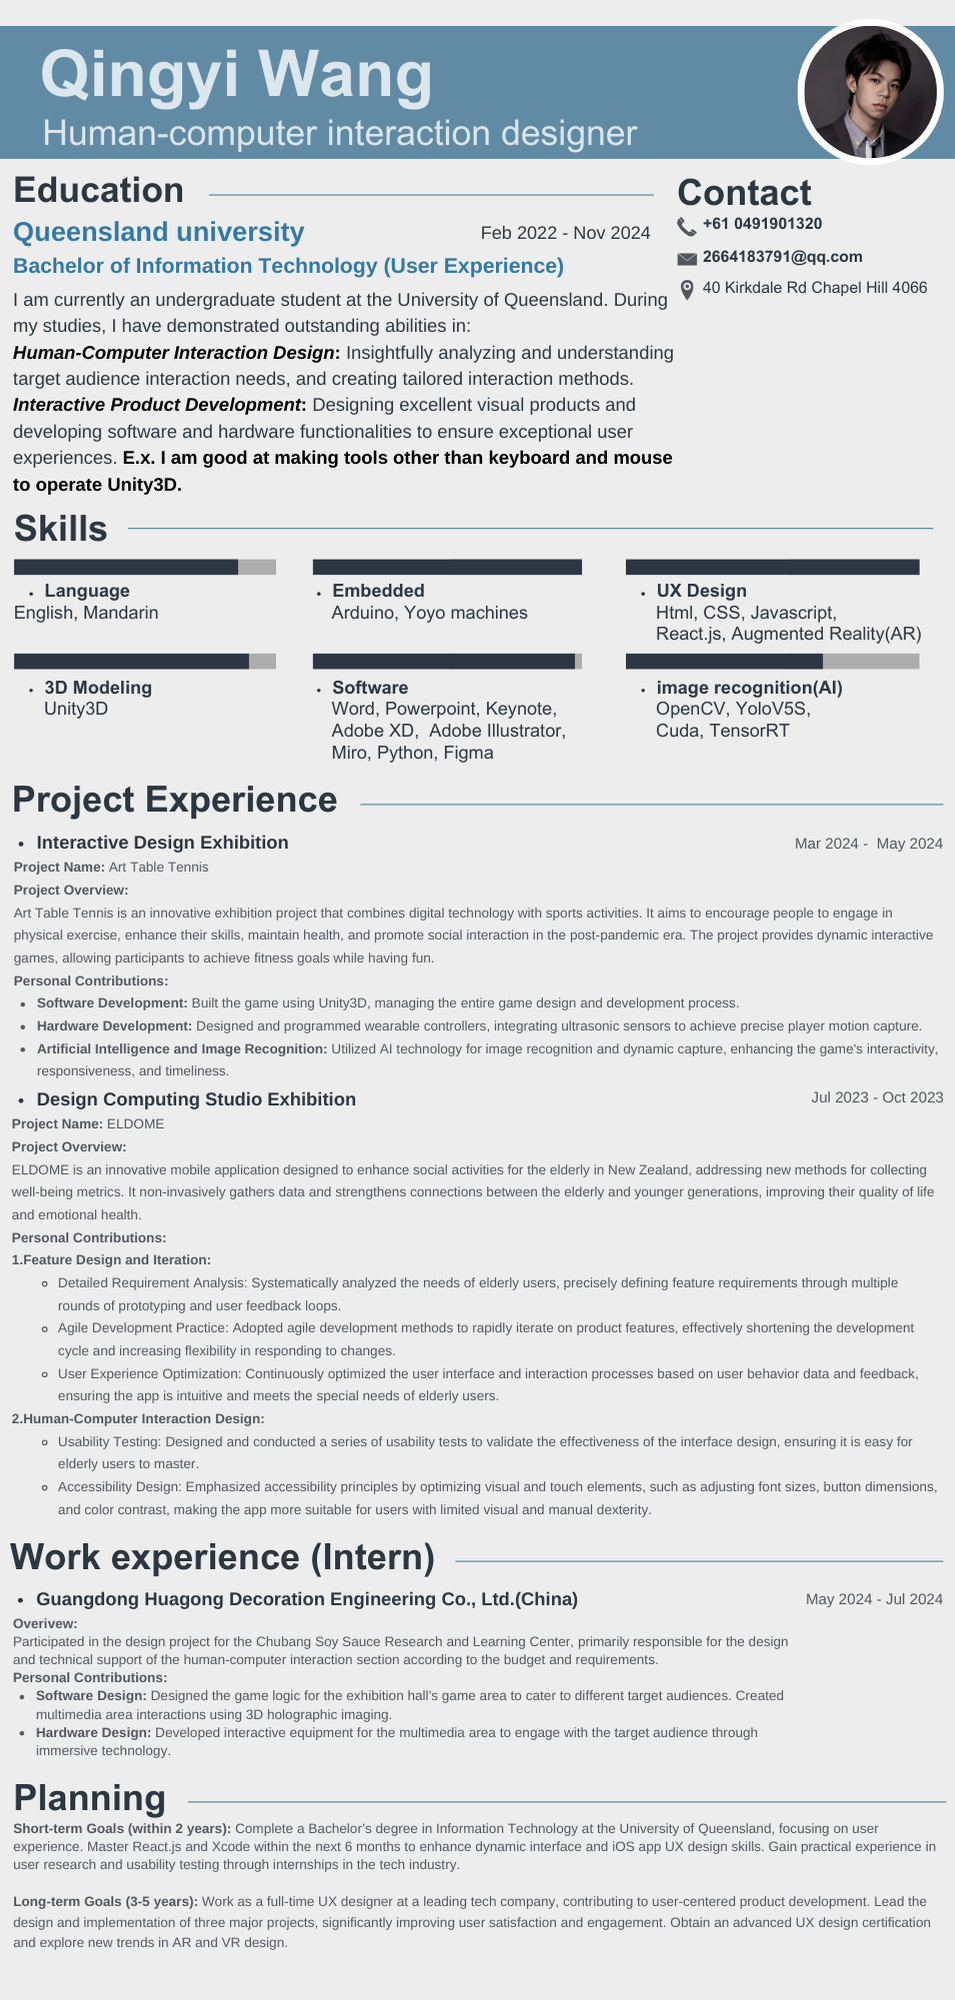 Qingyi Wang
Human-computer interaction designer
Education
Queensland university
Feb 2022 - Nov 2024
Bachelor of Information Technology (User Experience)
I am currently an undergraduate student at the University of Queensland. During
my studies, I have demonstrated outstanding abilities in:
Human-Computer Interaction Design: Insightfully analyzing and understanding
target audience interaction needs, and creating tailored interaction methods.
Interactive Product Development: Designing excellent visual products and
developing software and hardware functionalities to ensure exceptional user
experiences. E.x. I am good at making tools other than keyboard and mouse
to operate Unity3D.
Contact
+61 0491901320
2664183791@qq.com
40 Kirkdale Rd Chapel Hill 4066
Skills
• Language
English, Mandarin
• Embedded
Arduino, Yoyo machines
• UX Design
Html, CSS, Javascript,
React.js, Augmented Reality(AR)
• 3D Modeling
Unity3D
• Software
Word, Powerpoint, Keynote,
Adobe XD,  Adobe Illustrator,
Miro, Python, Figma
• image recognition(AI)
OpenCV, YoloV5S,
Cuda, TensorRT
Project Experience
• Interactive Design Exhibition
Mar 2024 -  May 2024
Project Name: Art Table Tennis
Project Overview:
Art Table Tennis is an innovative exhibition project that combines digital technology with sports activities. It aims to encourage people to engage in
physical exercise, enhance their skills, maintain health, and promote social interaction in the post-pandemic era. The project provides dynamic interactive
games, allowing participants to achieve fitness goals while having fun.
Personal Contributions:
• Software Development: Built the game using Unity3D, managing the entire game design and development process.
• Hardware Development: Designed and programmed wearable controllers, integrating ultrasonic sensors to achieve precise player motion capture.
• Artificial Intelligence and Image Recognition: Utilized AI technology for image recognition and dynamic capture, enhancing the game's interactivity,
responsiveness, and timeliness.
• Design Computing Studio Exhibition
Jul 2023 - Oct 2023
Project Name: ELDOME
Project Overview:
ELDOME is an innovative mobile application designed to enhance social activities for the elderly in New Zealand, addressing new methods for collecting
well-being metrics. It non-invasively gathers data and strengthens connections between the elderly and younger generations, improving their quality of life
and emotional health.
Personal Contributions:
1.Feature Design and Iteration:
◦ Detailed Requirement Analysis: Systematically analyzed the needs of elderly users, precisely defining feature requirements through multiple
rounds of prototyping and user feedback loops.
◦ Agile Development Practice: Adopted agile development methods to rapidly iterate on product features, effectively shortening the development
cycle and increasing flexibility in responding to changes.
◦ User Experience Optimization: Continuously optimized the user interface and interaction processes based on user behavior data and feedback,
ensuring the app is intuitive and meets the special needs of elderly users.
2.Human-Computer Interaction Design:
◦ Usability Testing: Designed and conducted a series of usability tests to validate the effectiveness of the interface design, ensuring it is easy for
elderly users to master.
◦ Accessibility Design: Emphasized accessibility principles by optimizing visual and touch elements, such as adjusting font sizes, button dimensions,
and color contrast, making the app more suitable for users with limited visual and manual dexterity.
Work experience (Intern)
• Guangdong Huagong Decoration Engineering Co., Ltd.(China)
May 2024 - Jul 2024
Overivew:
Participated in the design project for the Chubang Soy Sauce Research and Learning Center, primarily responsible for the design
and technical support of the human-computer interaction section according to the budget and requirements.
Personal Contributions:
• Software Design: Designed the game logic for the exhibition hall's game area to cater to different target audiences. Created
multimedia area interactions using 3D holographic imaging.
• Hardware Design: Developed interactive equipment for the multimedia area to engage with the target audience through
immersive technology.
Planning
Short-term Goals (within 2 years): Complete a Bachelor’s degree in Information Technology at the University of Queensland, focusing on user
experience. Master React.js and Xcode within the next 6 months to enhance dynamic interface and iOS app UX design skills. Gain practical experience in
user research and usability testing through internships in the tech industry.
Long-term Goals (3-5 years): Work as a full-time UX designer at a leading tech company, contributing to user-centered product development. Lead the
design and implementation of three major projects, significantly improving user satisfaction and engagement. Obtain an advanced UX design certification
and explore new trends in AR and VR design.